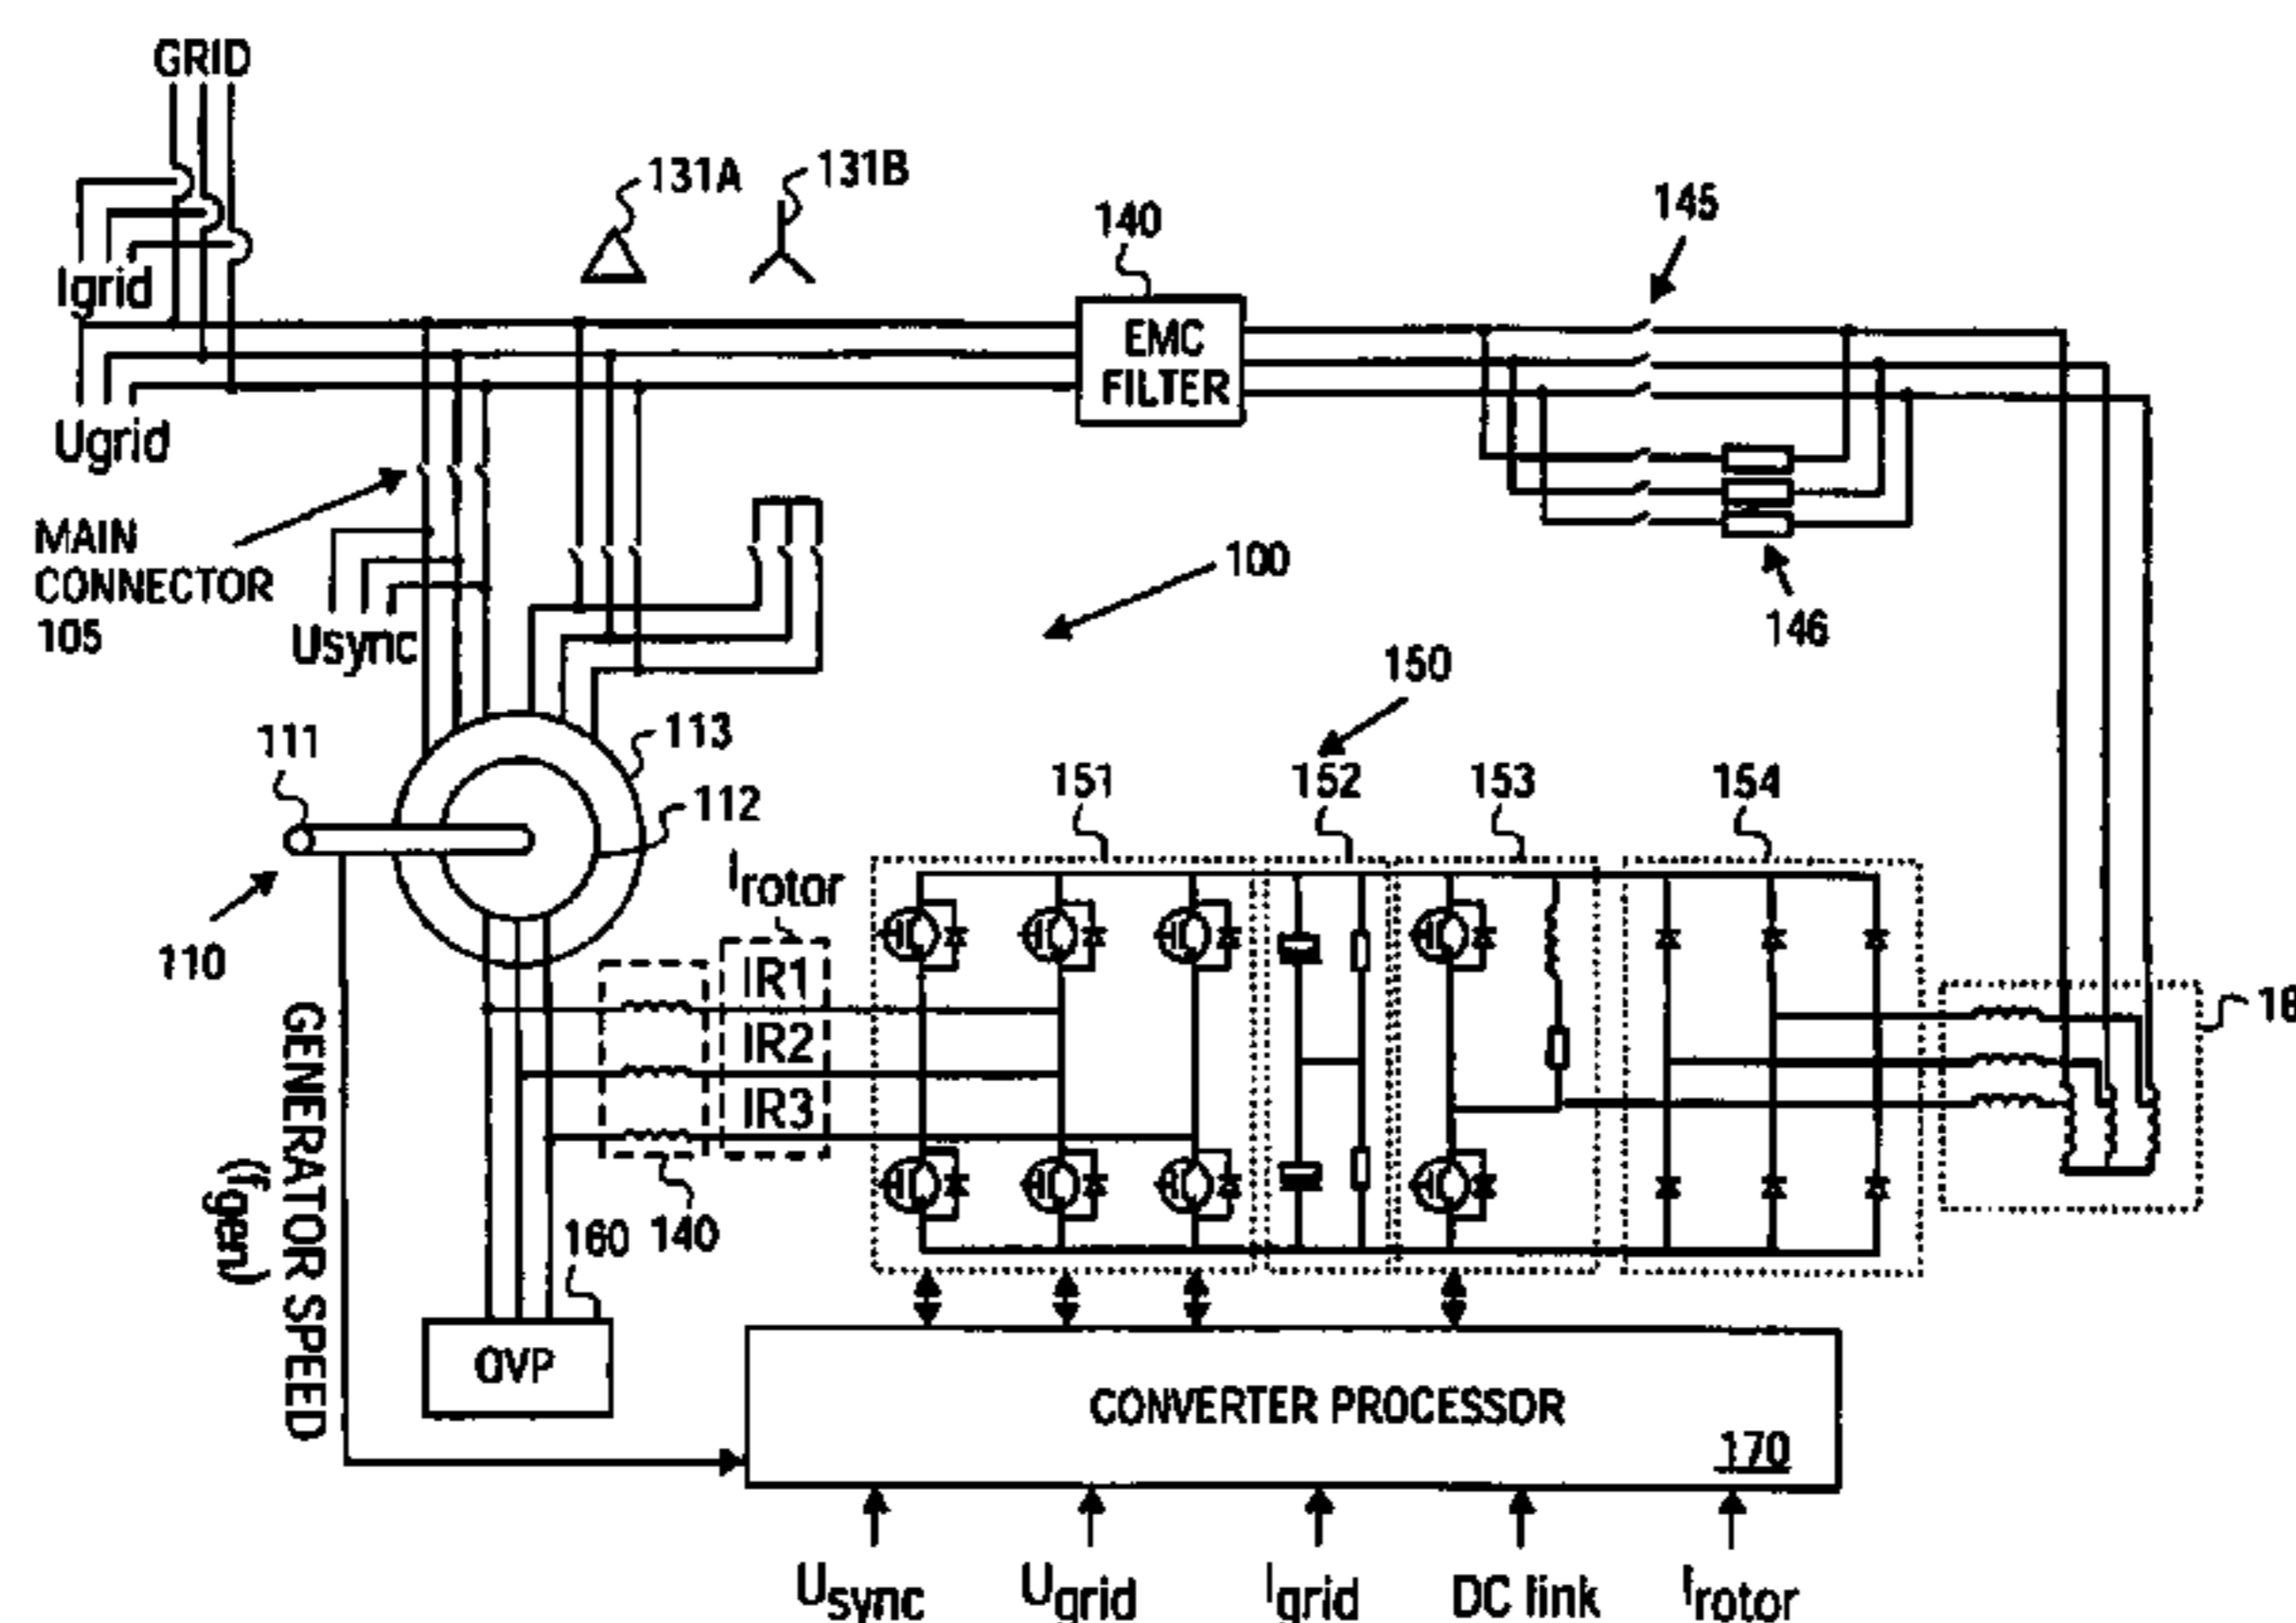 GRID
131A
131B
140
145
Igrid
EMC
FILTER
Ugrid
MAIN
CONNECTOR
105
Usync
100
146
150
111
113
112
151
152
153
154
110
Irotor
IR1
IR2
IR3
18
GENERATOR SPEED
(fgen)
160
140
OVP
CONVERTER PROCESSOR
170
Usync
Ugrid
Igrid
DC link
Irotor